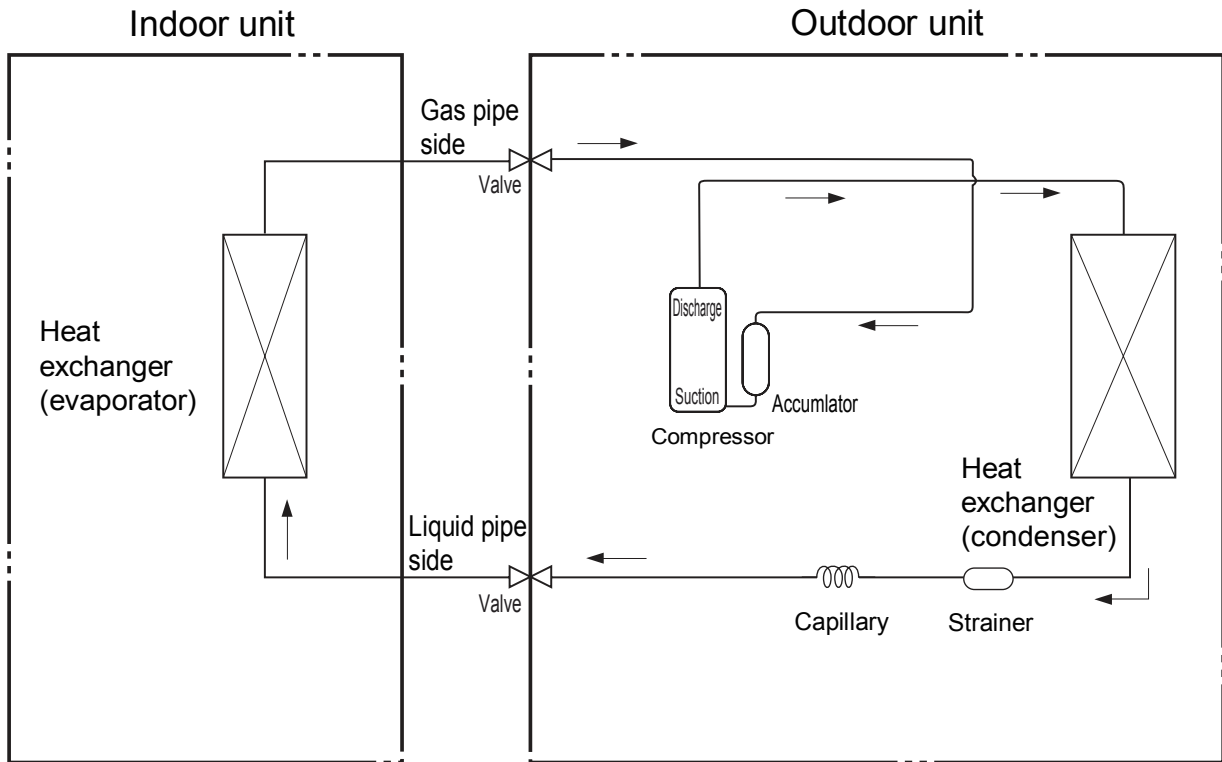 Indoor unit
Outdoor unit
Gas pipe
side
Valve
Discharge
Suction
Accumlator
Compressor
Heat
exchanger
(evaporator)
Heat
exchanger
(condenser)
Liquid pipe
side
Valve
Capillary
Strainer